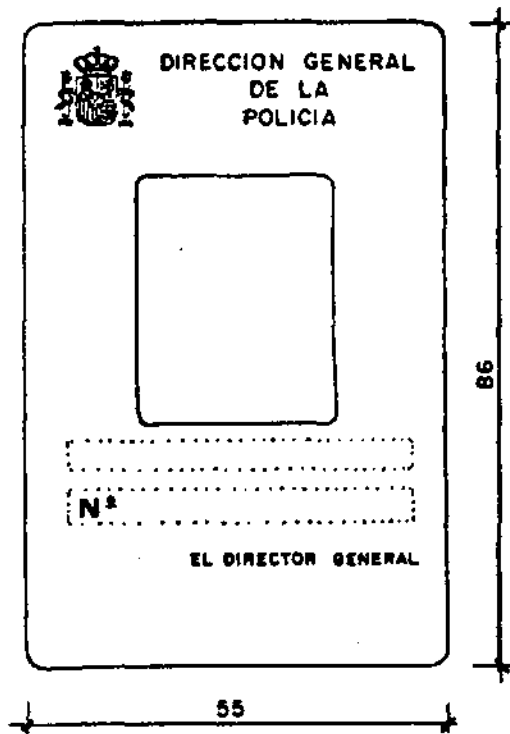 DIRECCION GENERAL
DE LA
POLICIA
86
Nº
EL DIRECTOR GENERAL
55